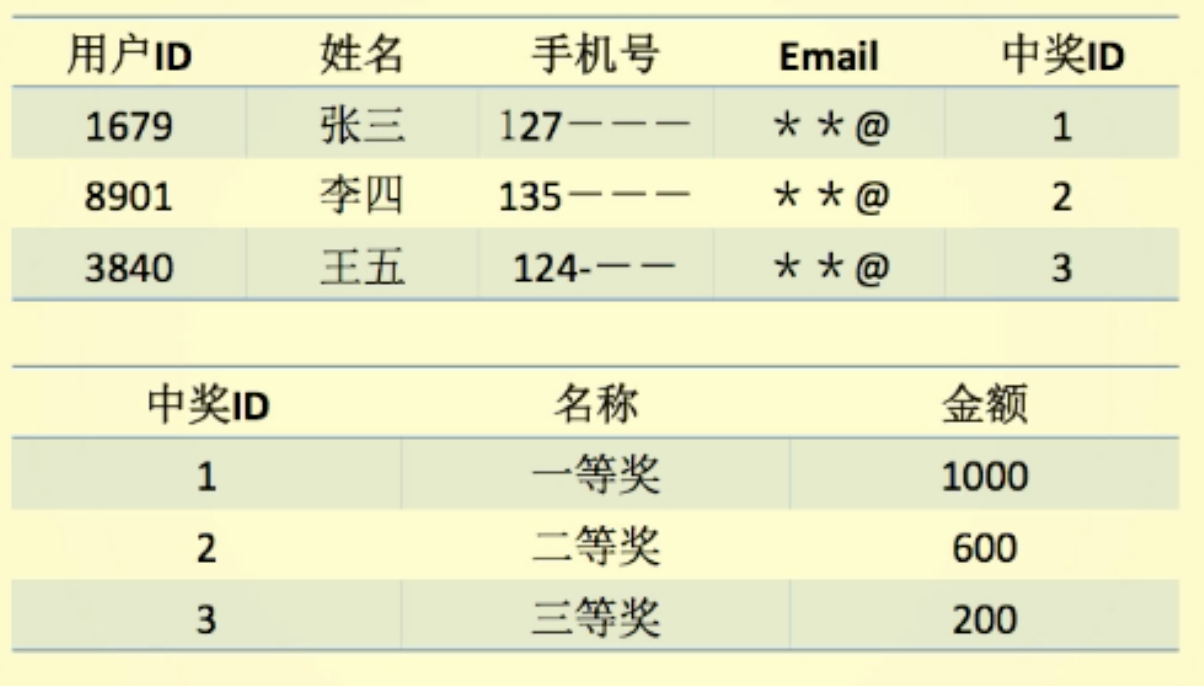 用户ID 姓名 手机号 Email 中奖ID
1679 张三 127－－－ ＊＊@ 1
8901 李四 135－－－ ＊＊@ 2
3840 王五 124-－－ ＊＊@ 3
中奖ID 名称 金额
1 一等奖 1000
2 二等奖 600
3 三等奖 200